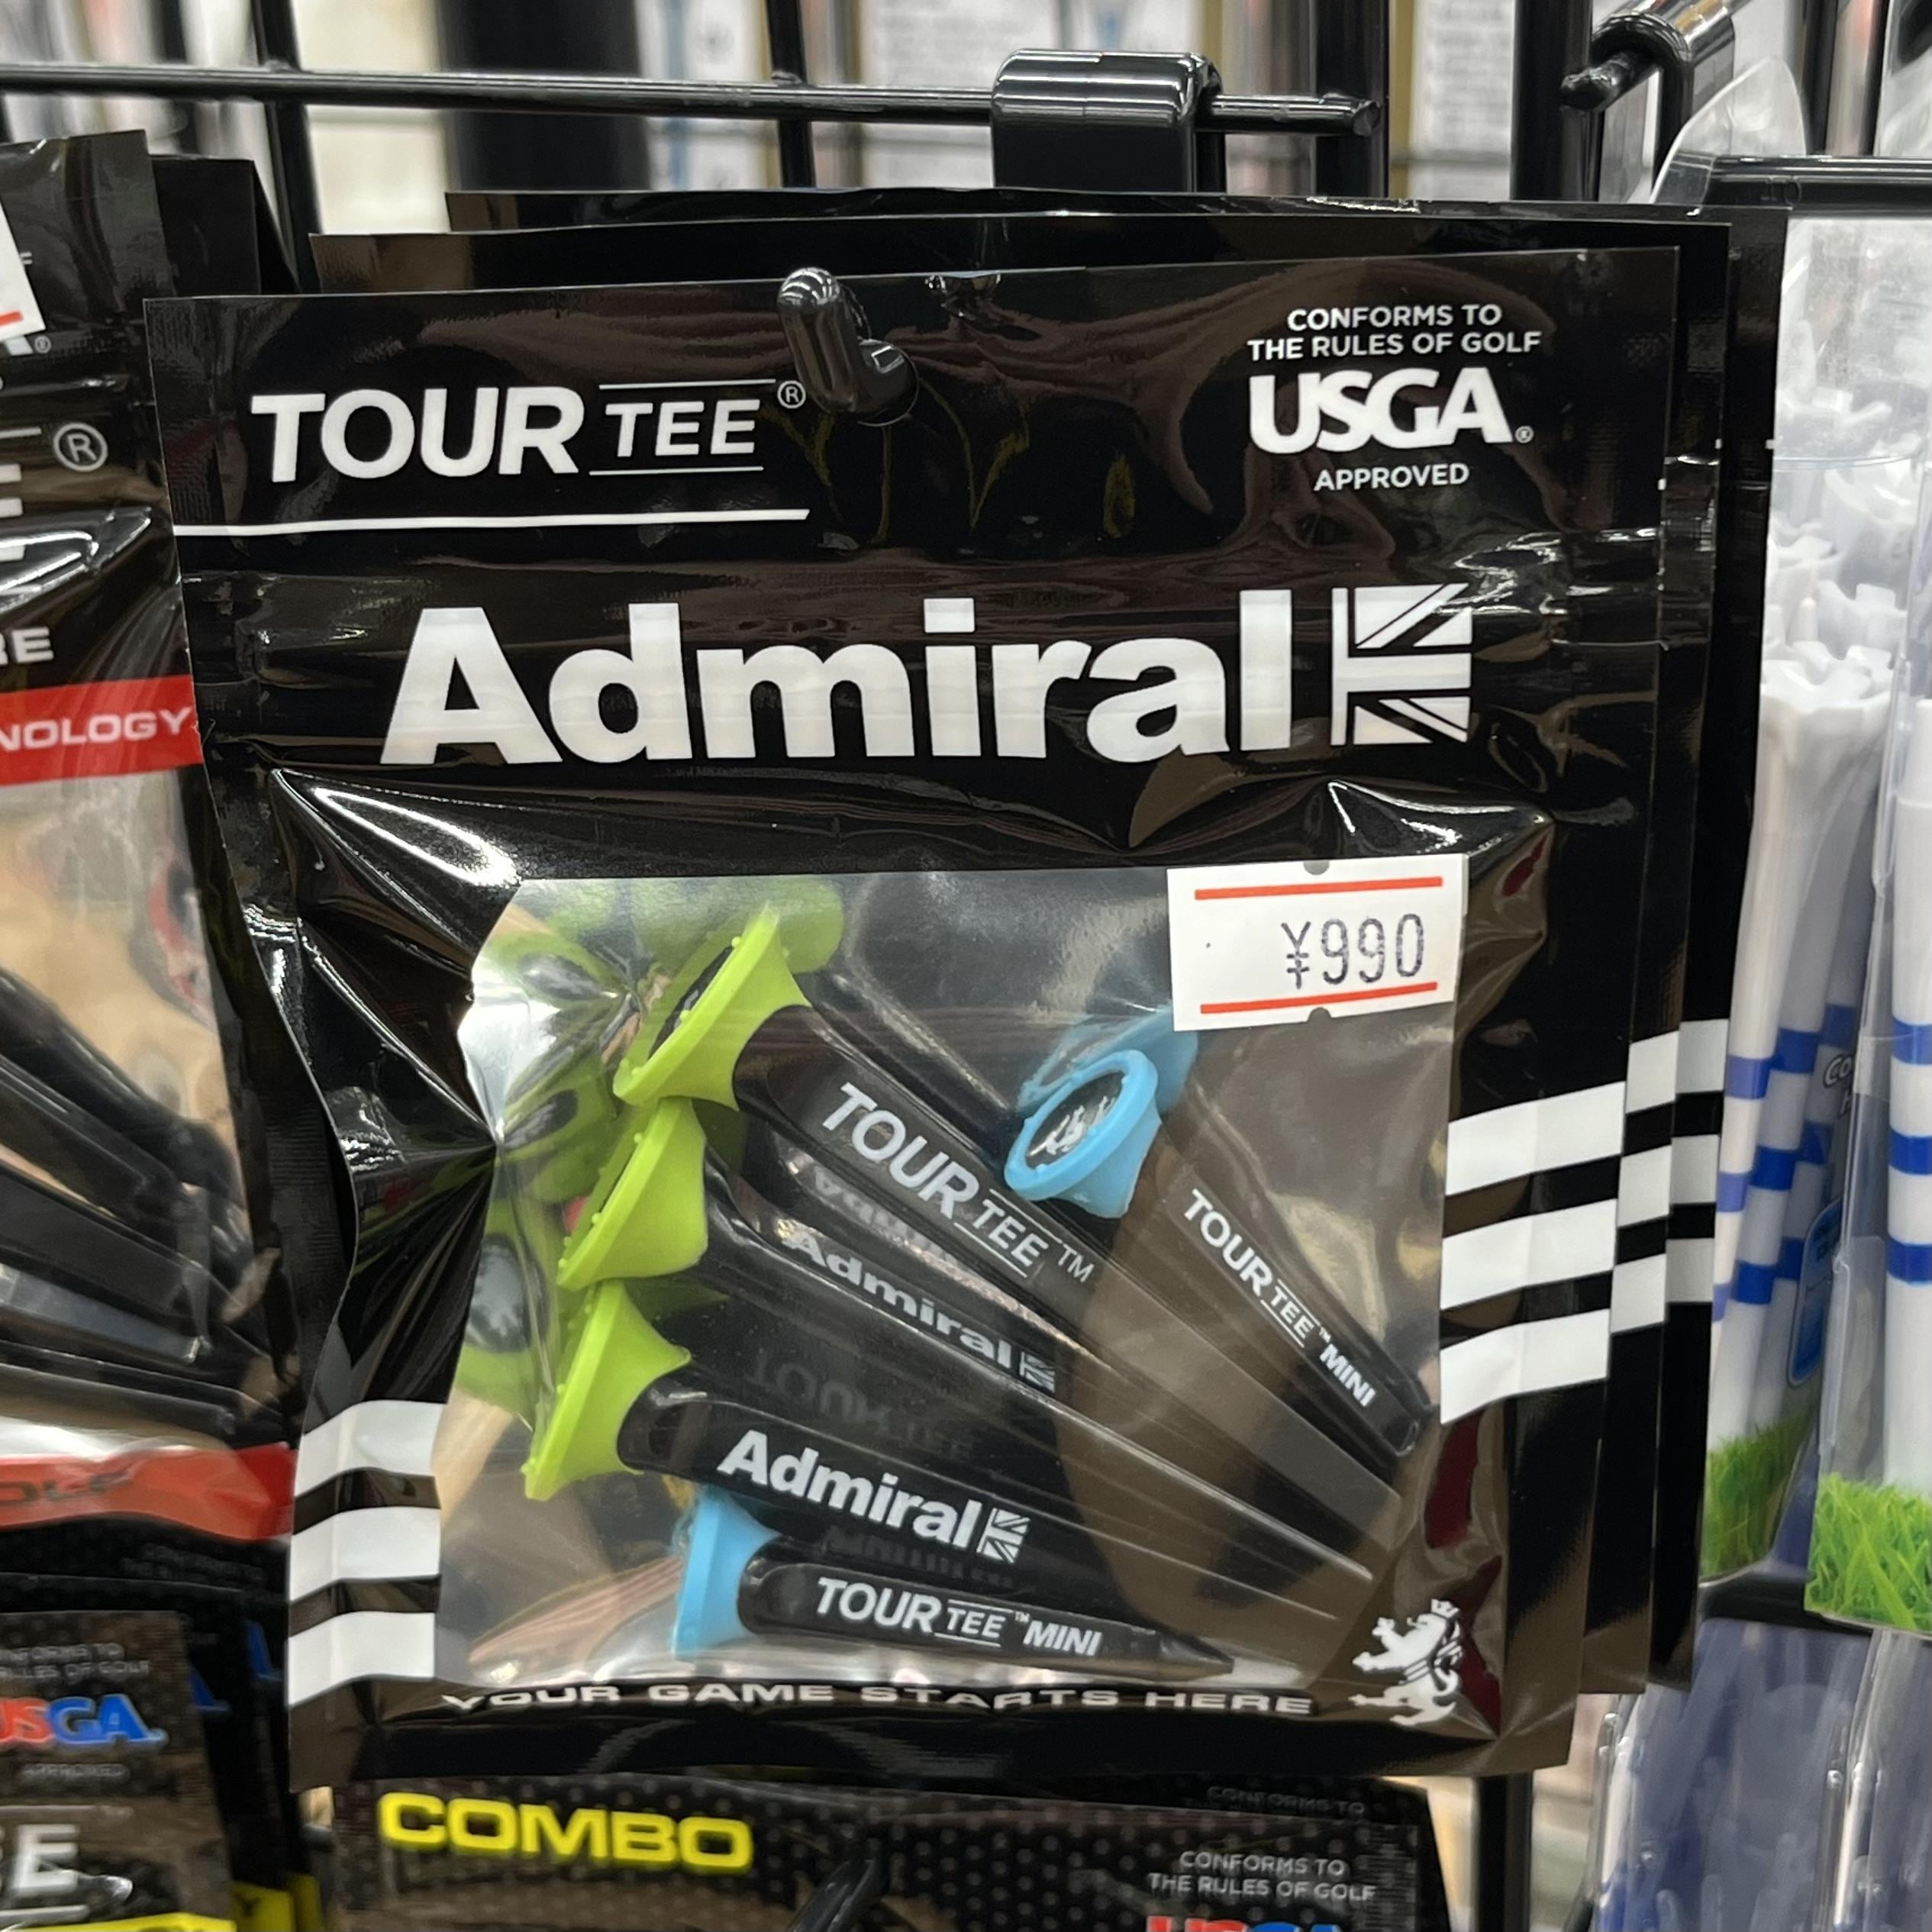 TOUR TEE®
CONFORMS TO
THE RULES OF GOLF
USGA®
APPROVED
Admiral
¥990
TOUR TEE™
TOUR TEE™ MINI
Admiral
Admiral
TOUR TEE™ MINI
YOUR GAME STARTS HERE
COMBO
CONFORMS TO
THE RULES OF GOLF